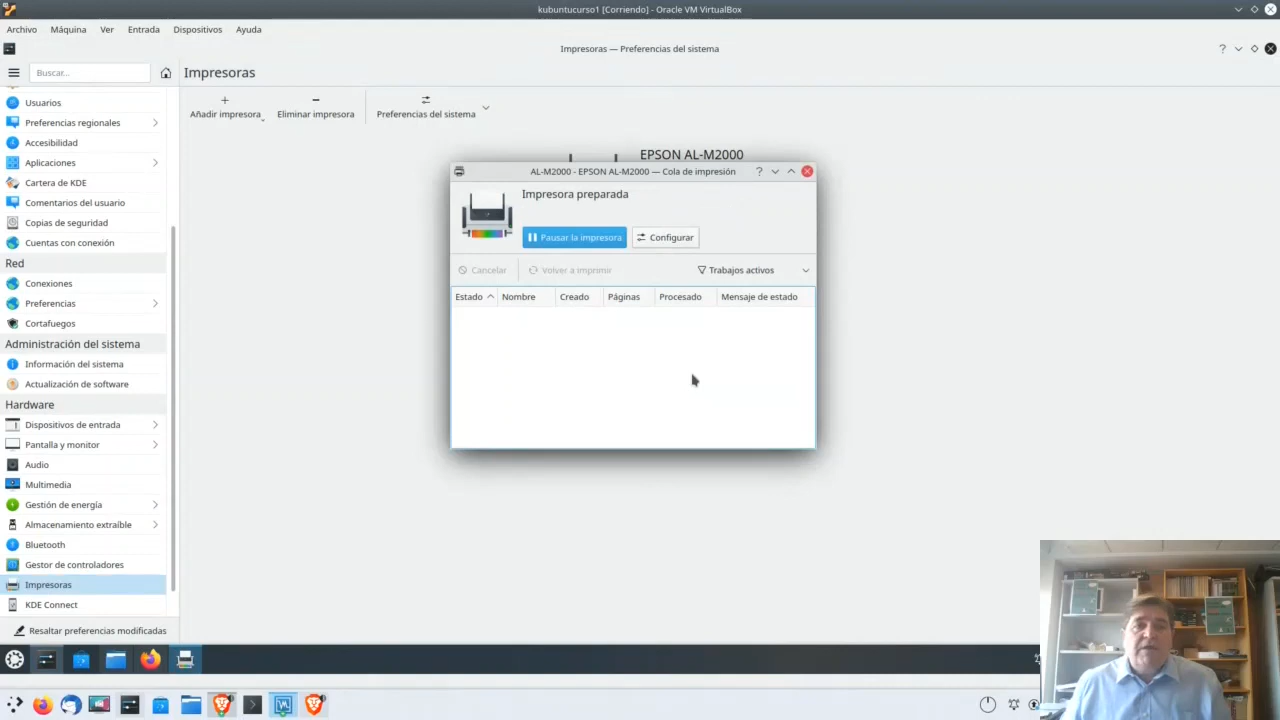 kubuntucurso1 [Corriendo] - Oracle VM VirtualBox
Archivo Máquina Ver Entrada Dispositivos Ayuda
Impresoras — Preferencias del sistema
Buscar...
Impresoras
Usuarios
Preferencias regionales
Accesibilidad
Aplicaciones
Cartera de KDE
Comentarios del usuario
Copias de seguridad
Cuentas con conexión
Red
Conexiones
Preferencias
Cortafuegos
Administración del sistema
Información del sistema
Actualización de software
Hardware
Dispositivos de entrada
Pantalla y monitor
Audio
Multimedia
Gestión de energía
Almacenamiento extraíble
Bluetooth
Gestor de controladores
Impresoras
KDE Connect
Resaltar preferencias modificadas
Añadir impresora Eliminar impresora Preferencias del sistema
EPSON AL-M2000
AL-M2000 - EPSON AL-M2000 — Cola de impresión
Impresora preparada
Pausar la impresora Configurar
Cancelar Volver a imprimir Trabajos activos
Estado Nombre Creado Páginas Procesado Mensaje de estado